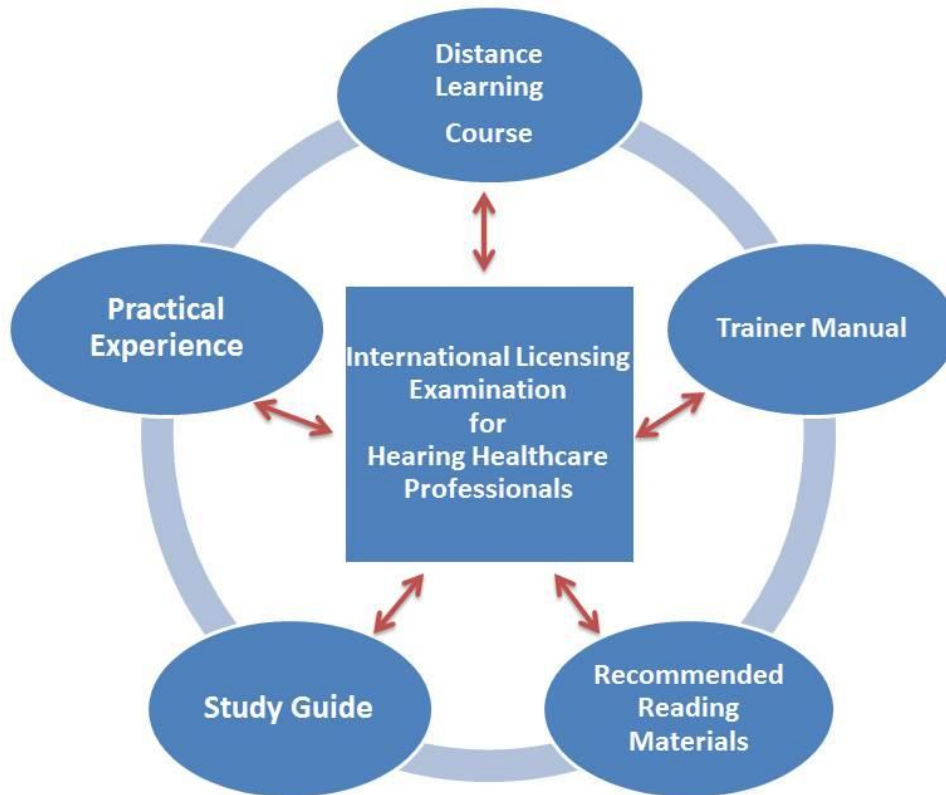 Distance
Learning
Course
Practical
Experience
Trainer Manual
International Licensing
Examination
for
Hearing Healthcare
Professionals
Study Guide
Recommended
Reading
Materials